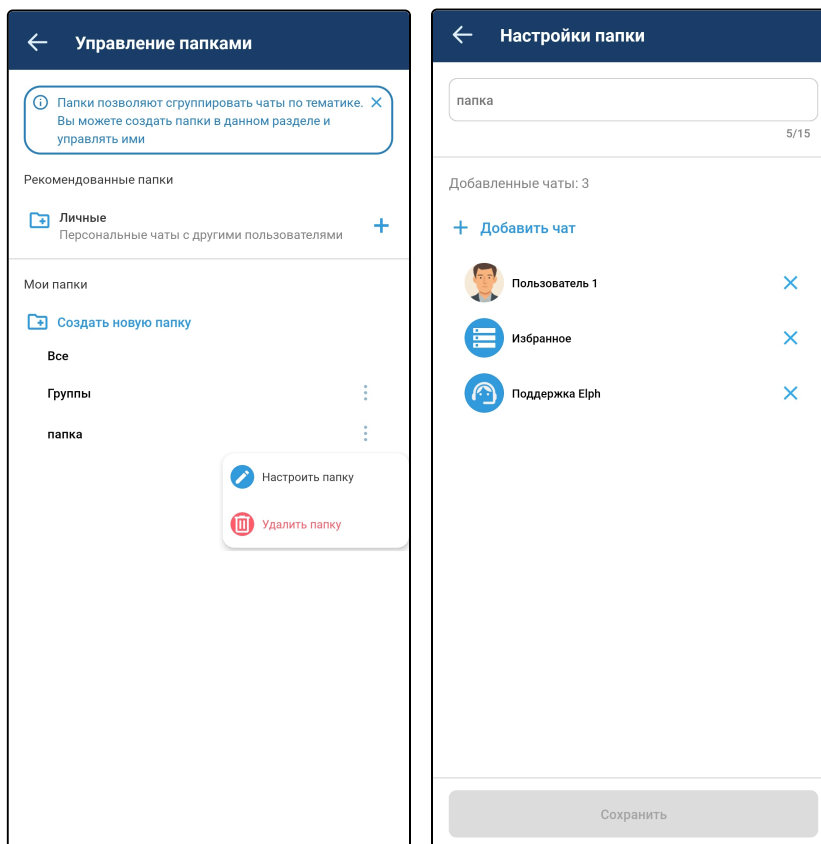 Управление папками
Папки позволяют сгруппировать чаты по тематике.
Вы можете создать папки в данном разделе и
управлять ими
Рекомендованные папки
Личные
Персональные чаты с другими пользователями
Мои папки
Создать новую папку
Все
Группы
папка
Настроить папку
Удалить папку
Настройки папки
папка
5/15
Добавленные чаты: 3
Добавить чат
Пользователь 1
Избранное
Поддержка Elph
Сохранить